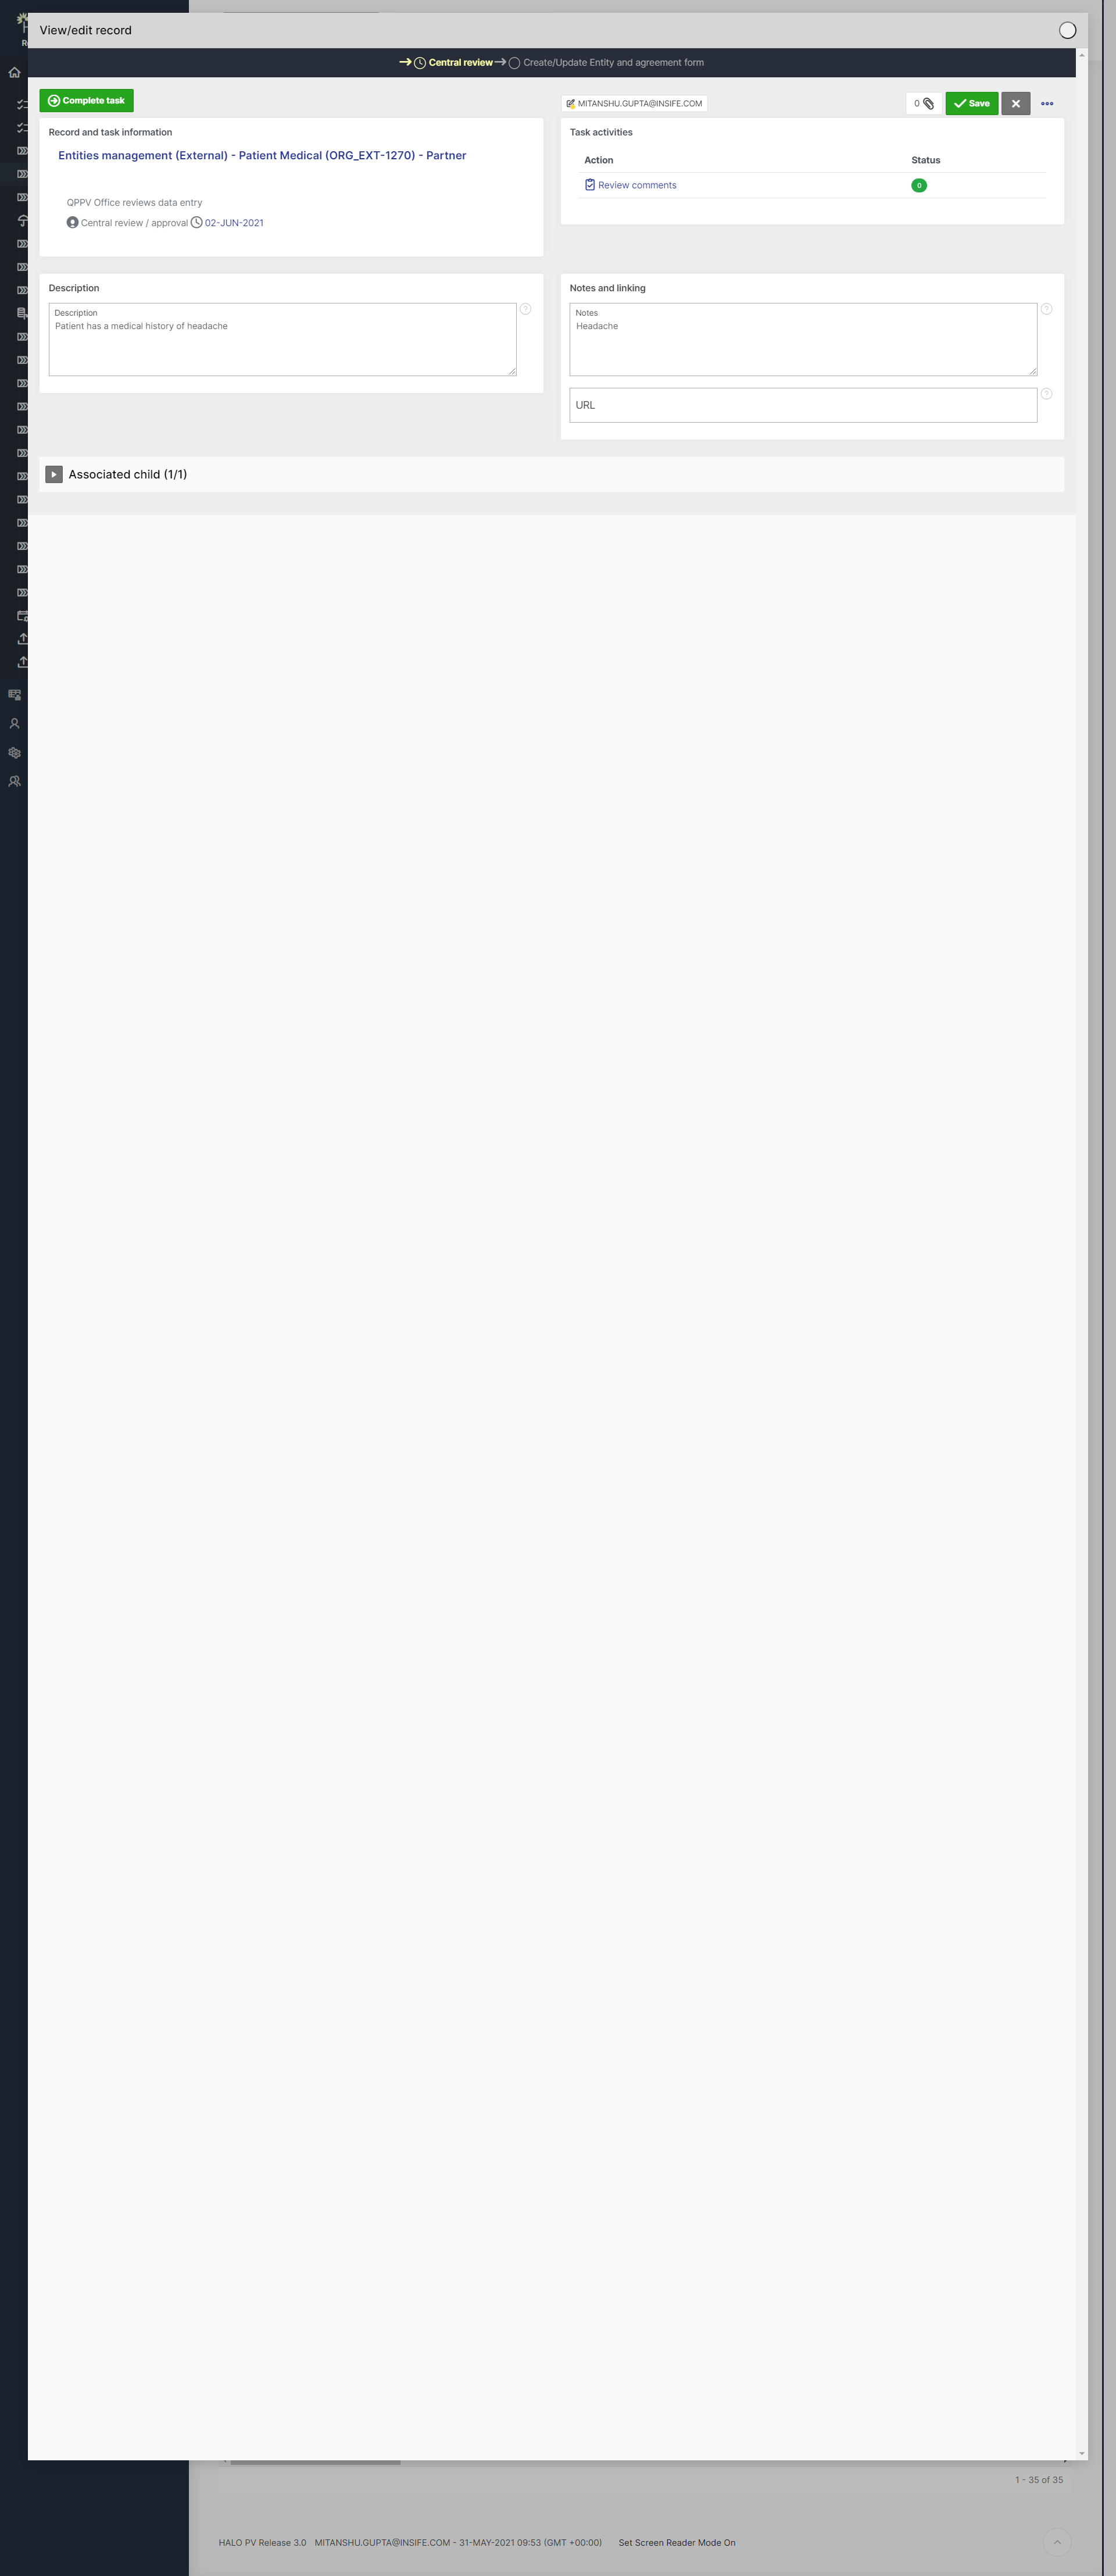 View/edit record
Central review
Create/Update Entity and agreement form
Complete task
MITANSHU.GUPTA@INSIFE.COM
0
Save
Record and task information
Entities management (External) - Patient Medical (ORG_EXT-1270) - Partner
QPPV Office reviews data entry
Central review / approval 02-JUN-2021
Task activities
Action Status
Review comments 0
Description
Description
Patient has a medical history of headache
Notes and linking
Notes
Headache
URL
Associated child (1/1)
1 - 35 of 35
HALO PV Release 3.0 MITANSHU.GUPTA@INSIFE.COM - 31-MAY-2021 09:53 (GMT +00:00) Set Screen Reader Mode On